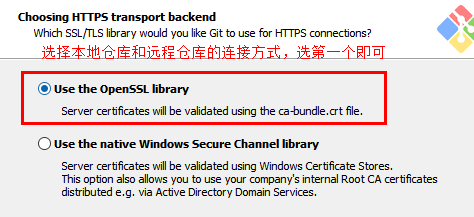 Choosing HTTPS transport backend
Which SSL/TLS library would you like Git to use for HTTPS connections?
选择本地仓库和远程仓库的连接方式，选第一个即可
Use the OpenSSL library
Server certificates will be validated using the ca-bundle.crt file.
Use the native Windows Secure Channel library
Server certificates will be validated using Windows Certificate Stores.
This option also allows you to use your company's internal Root CA certificates
distributed e.g. via Active Directory Domain Services.